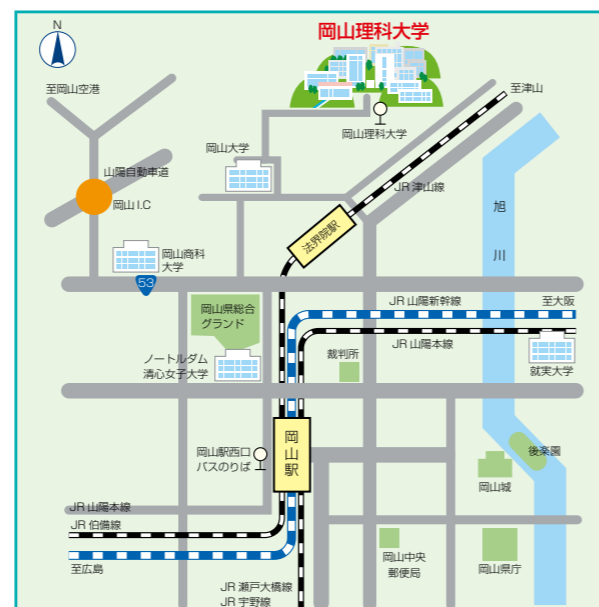 N
岡山理科大学
至岡山空港
至津山
岡山理科大学
岡山大学
山陽自動車道
JR 津山線
岡山 I.C
旭川
法界院駅
岡山商科
大学
53
岡山県総合
グランド
JR 山陽新幹線
至大阪
JR 山陽本線
ノートルダム
清心女子大学
裁判所
就実大学
岡山駅
岡山駅西口
バスのりば
後楽園
岡山城
JR 山陽本線
JR 伯備線
至広島
岡山中央
郵便局
岡山県庁
JR 瀬戸大橋線
JR 宇野線